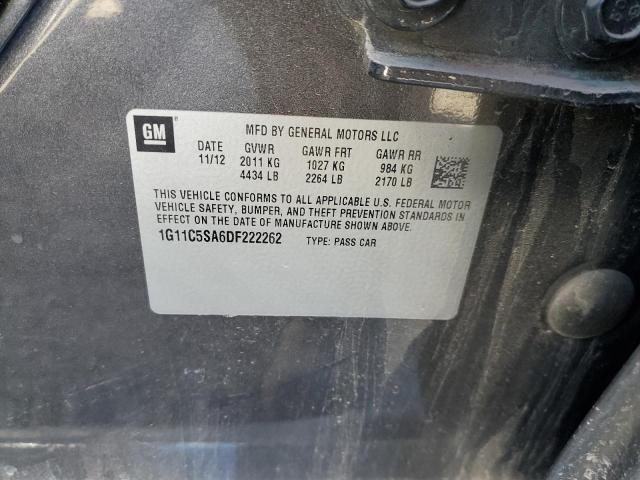 GM
MFD BY GENERAL MOTORS LLC
DATE GVWR GAWR FRT GAWR RR
11/12 2011 KG 1027 KG 984 KG
4434 LB 2264 LB 2170 LB
THIS VEHICLE CONFORMS TO ALL APPLICABLE U.S. FEDERAL MOTOR
VEHICLE SAFETY, BUMPER, AND THEFT PREVENTION STANDARDS IN
EFFECT ON THE DATE OF MANUFACTURE SHOWN ABOVE.
1G11C5SA6DF222262 TYPE: PASS CAR